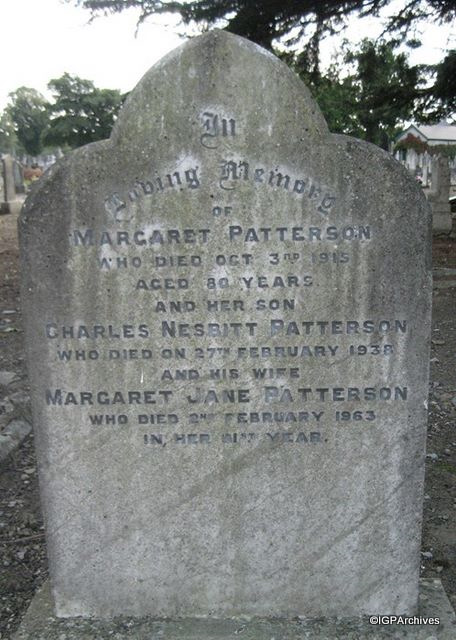 In
Loving Memory
OF
MARGARET PATTERSON
WHO DIED OCT 3RD 1915
AGED 80 YEARS
AND HER SON
CHARLES NESBITT PATTERSON
WHO DIED ON 27TH FEBRUARY 1938
AND HIS WIFE
MARGARET JANE PATTERSON
WHO DIED 2ND FEBRUARY 1963
IN HER 91ST YEAR.
©IGPArchives